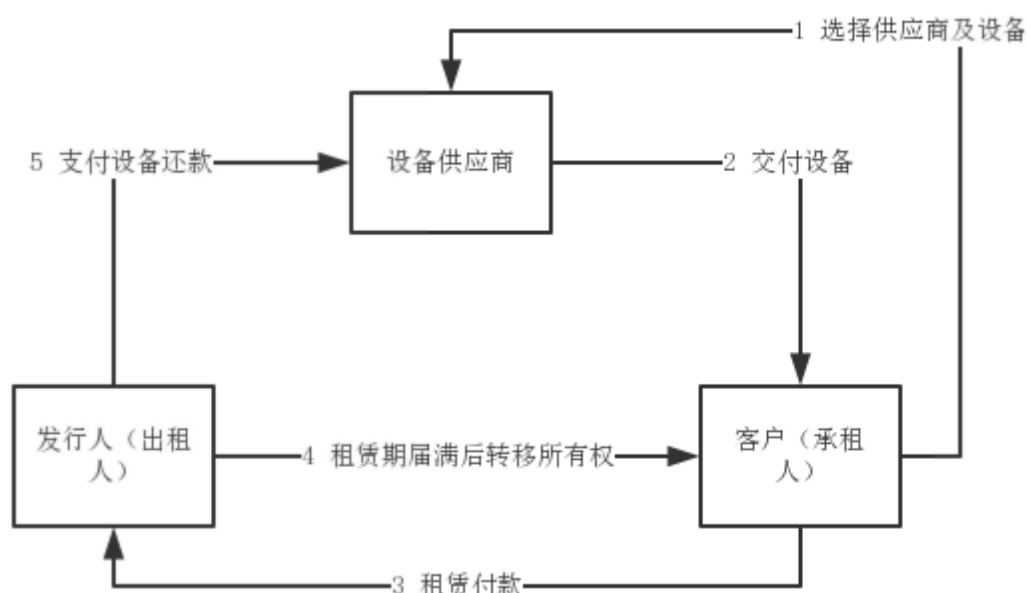 1 选择供应商及设备
5 支付设备还款
设备供应商
2 交付设备
发行人（出租
人）
4 租赁期届满后转移所有权
客户（承租
人）
3 租赁付款